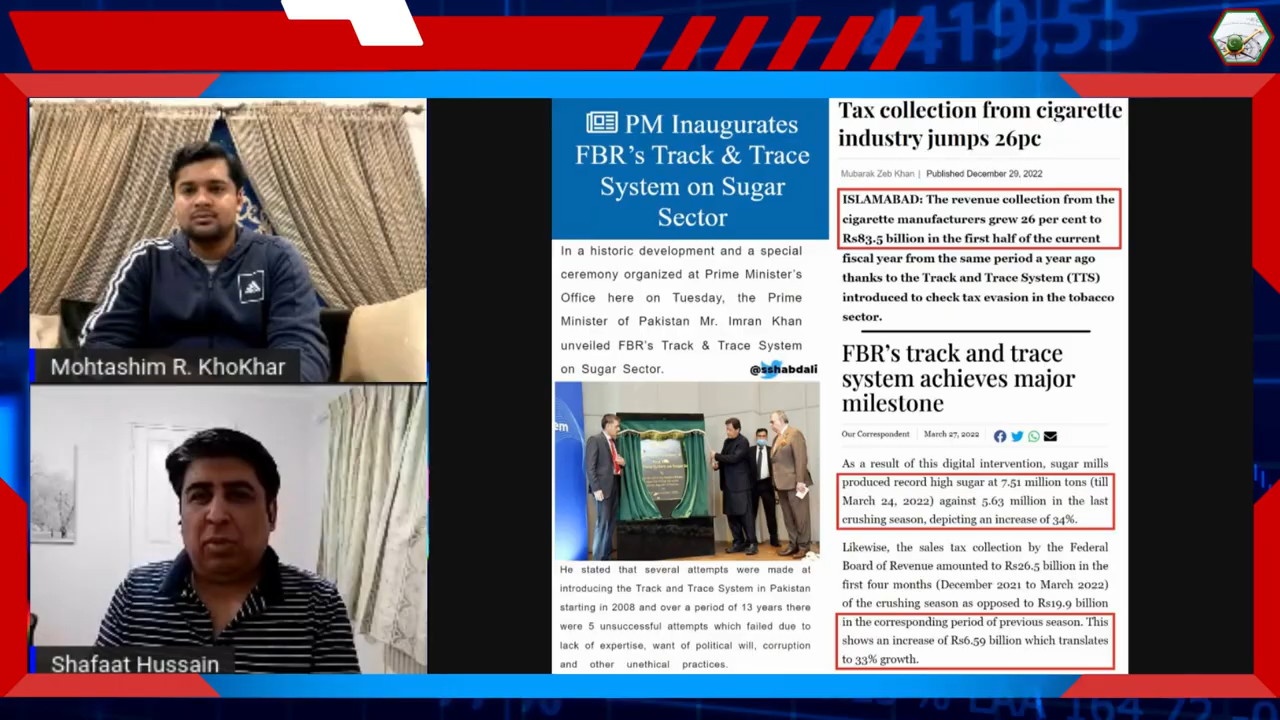 4419.55
Mohtashim R. KhoKhar
Shafaat Hussain
PM Inaugurates
FBR's Track & Trace
System on Sugar
Sector
In a historic development and a special
ceremony organized at Prime Minister's
Office here on Tuesday, the Prime
Minister of Pakistan Mr. Imran Khan
unveiled FBR's Track & Trace System
on Sugar Sector.
@sshabdali
He stated that several attempts were made at
introducing the Track and Trace System in Pakistan
starting in 2008 and over a period of 13 years there
were 5 unsuccessful attempts which failed due to
lack of expertise, want of political will, corruption
and other unethical practices.
Tax collection from cigarette
industry jumps 26pc
Mubarak Zeb Khan | Published December 29, 2022
ISLAMABAD: The revenue collection from the
cigarette manufacturers grew 26 per cent to
Rs83.5 billion in the first half of the current
fiscal year from the same period a year ago
thanks to the Track and Trace System (TTS)
introduced to check tax evasion in the tobacco
sector.
FBR's track and trace
system achieves major
milestone
Our Correspondent | March 27, 2022
As a result of this digital intervention, sugar mills
produced record high sugar at 7.51 million tons (till
March 24, 2022) against 5.63 million in the last
crushing season, depicting an increase of 34%.
Likewise, the sales tax collection by the Federal
Board of Revenue amounted to Rs26.5 billion in the
first four months (December 2021 to March 2022)
of the crushing season as opposed to Rs19.9 billion
in the corresponding period of previous season. This
shows an increase of Rs6.59 billion which translates
to 33% growth.